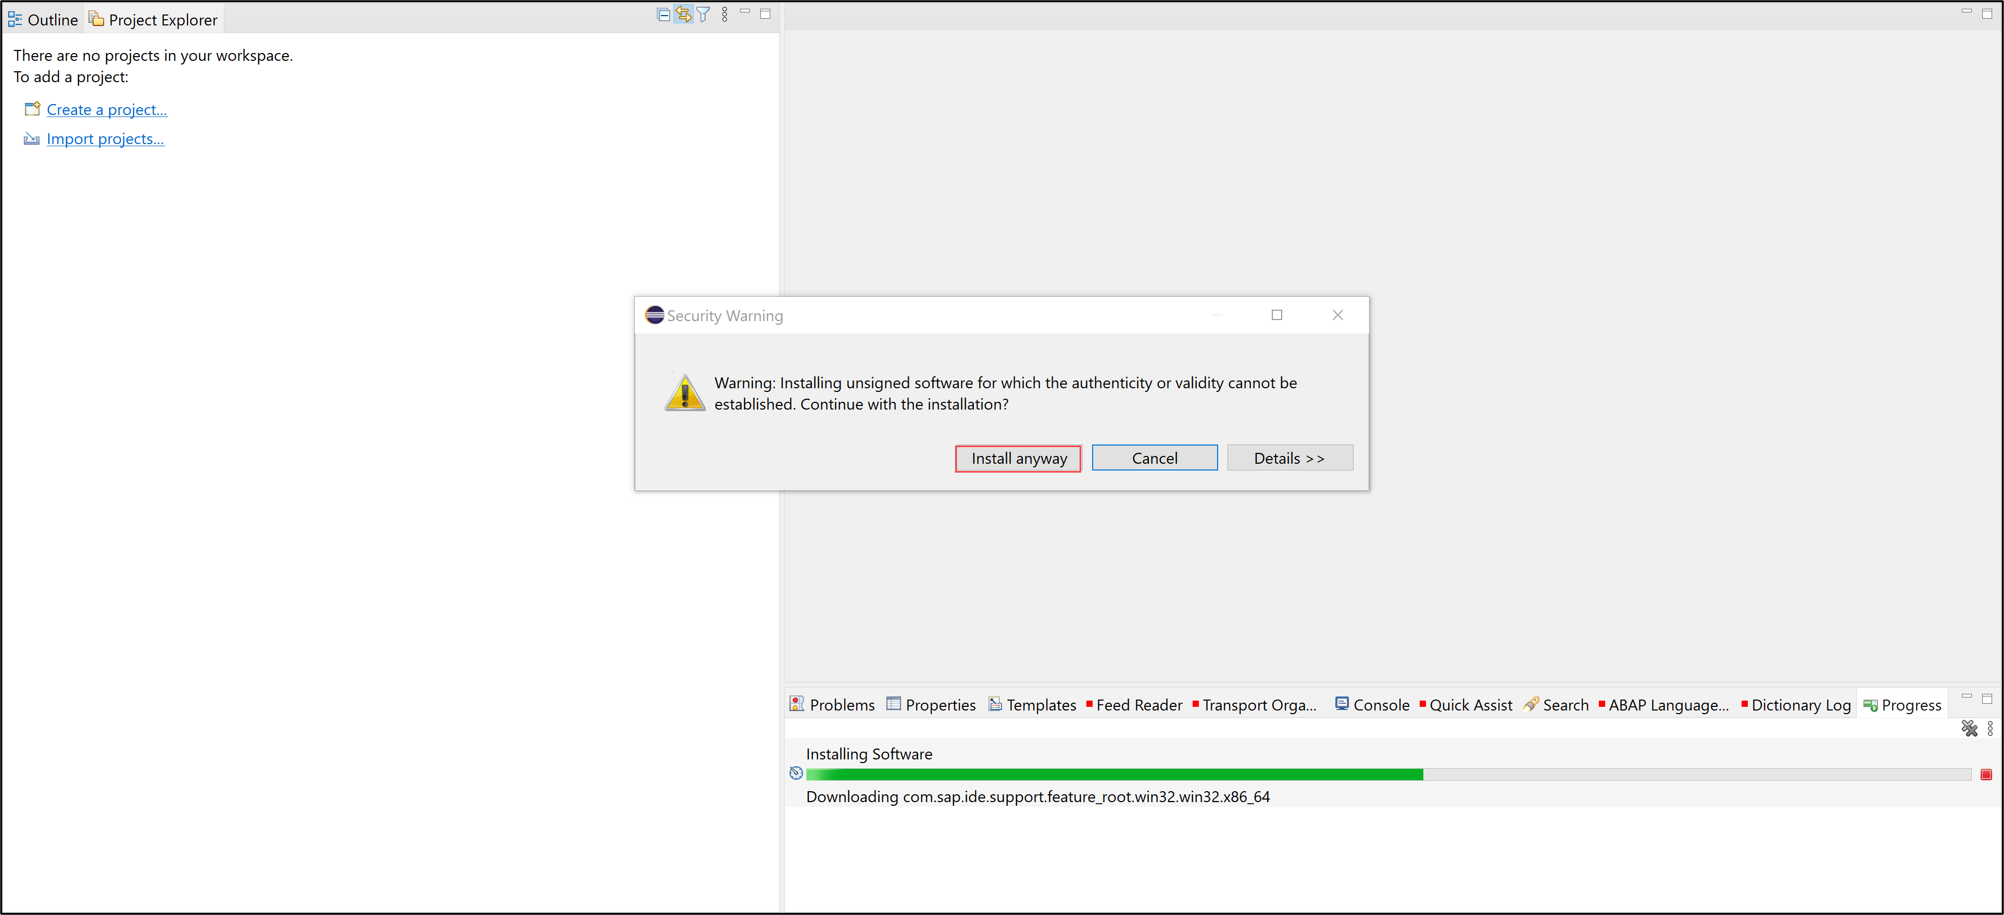 Outline Project Explorer
There are no projects in your workspace.
To add a project:
Create a project...
Import projects...
Security Warning
Warning: Installing unsigned software for which the authenticity or validity cannot be
established. Continue with the installation?
Install anyway Cancel Details >>
Problems Properties Templates Feed Reader Transport Orga... Console Quick Assist Search ABAP Language... Dictionary Log Progress
Installing Software
Downloading com.sap.ide.support.feature_root.win32.win32.x86_64